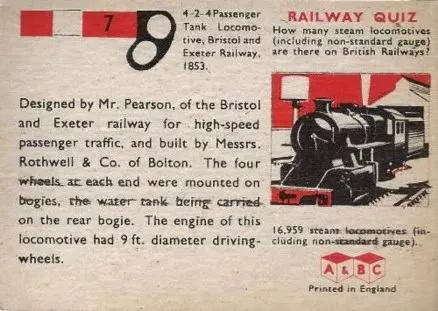 7
4-2-4 Passenger
Tank Locomo-
tive, Bristol and
Exeter Railway,
1853.
Designed by Mr. Pearson, of the Bristol
and Exeter railway for high-speed
passenger traffic, and built by Messrs.
Rothwell & Co. of Bolton. The four
wheels at each end were mounted on
bogies, the water tank being carried
on the rear bogie. The engine of this
locomotive had 9 ft. diameter driving-
wheels.
RAILWAY QUIZ
How many steam locomotives
(including non-standard gauge)
are there on British Railways?
16,959 steam locomotives (in-
cluding non-standard gauge).
A & B C
Printed in England